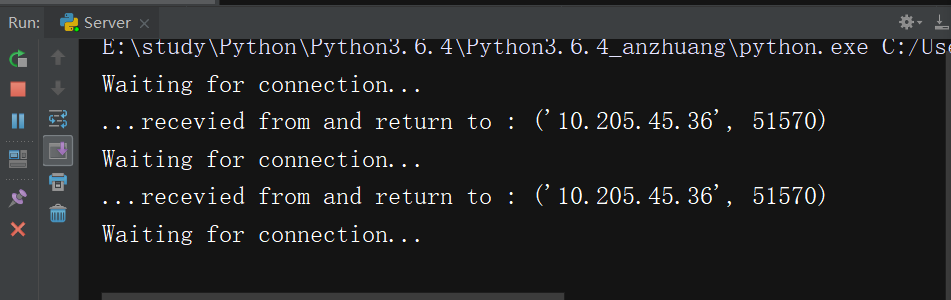 Run: Server
E:\study\Python\Python3.6.4\Python3.6.4_anzhuang\python.exe C:/Use
Waiting for connection...
...recevied from and return to : ('10.205.45.36', 51570)
Waiting for connection...
...recevied from and return to : ('10.205.45.36', 51570)
Waiting for connection...